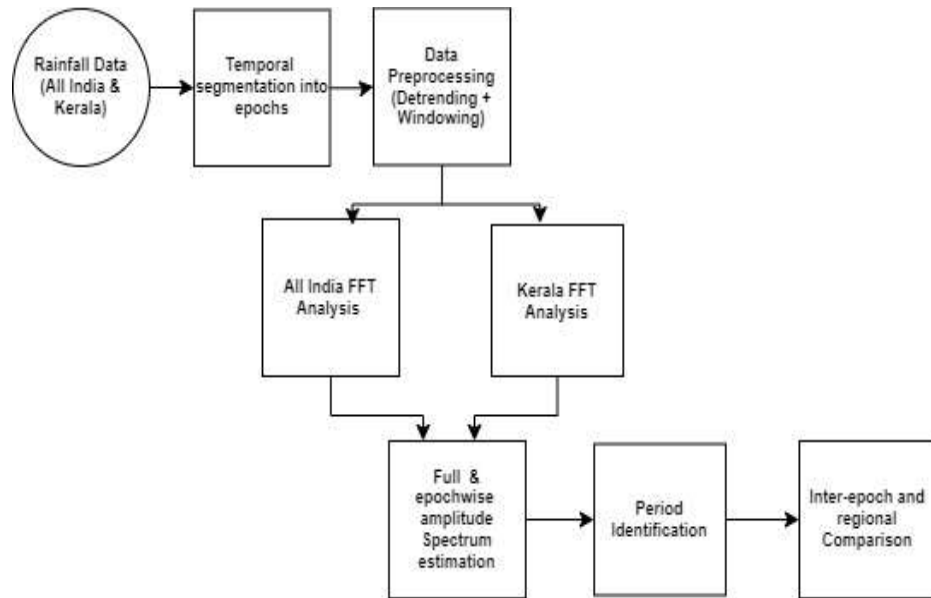 Rainfall Data
(All India &
Kerala)
Temporal
segmentation into
epochs
Data
Preprocessing
(Detrending +
Windowing)
All India FFT
Analysis
Kerala FFT
Analysis
Full &
epochwise
amplitude
Spectrum
estimation
Period
Identification
Inter-epoch and
regional
Comparison